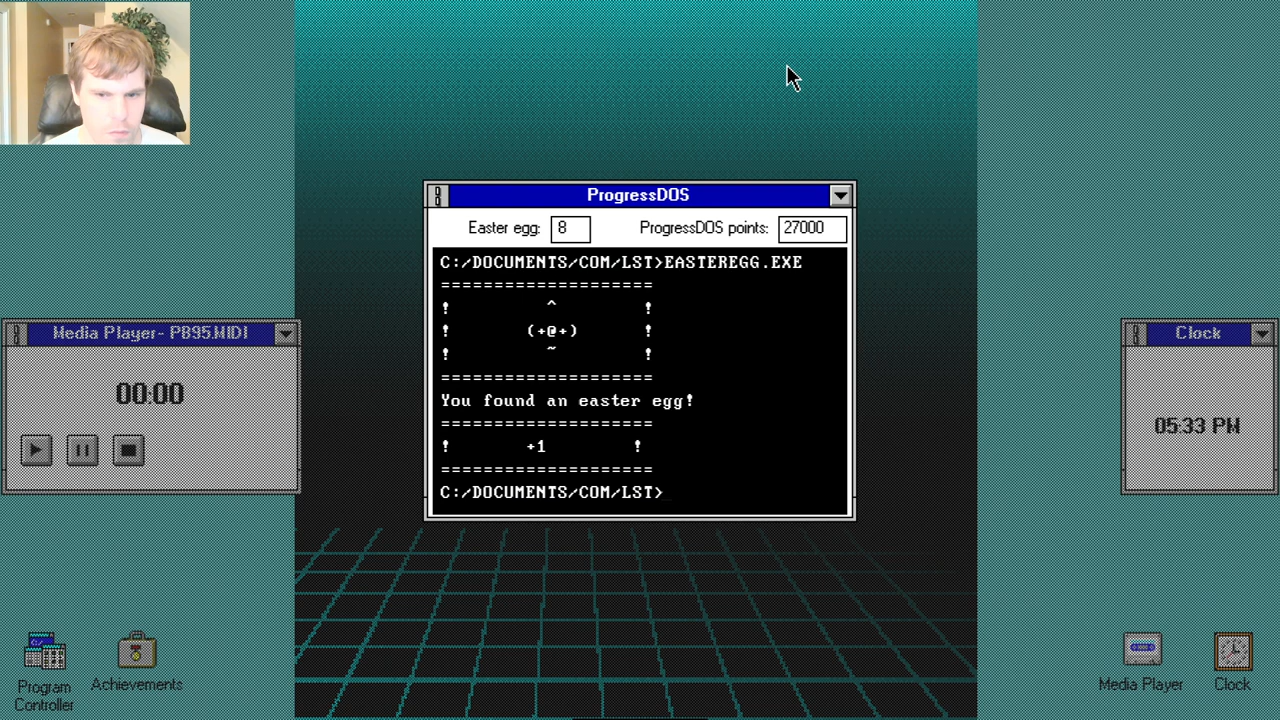 ProgressDOS
Easter egg: 8 ProgressDOS points: 27000
C:/DOCUMENTS/COM/LST>EASTEREGG.EXE
====================
! ^ !
! (+@+) !
! ~ !
====================
You found an easter egg!
====================
! +1 !
====================
C:/DOCUMENTS/COM/LST>
Media Player- PB95.MIDI
00:00
Clock
05:33 PM
Program
Controller
Achievements
Media Player
Clock